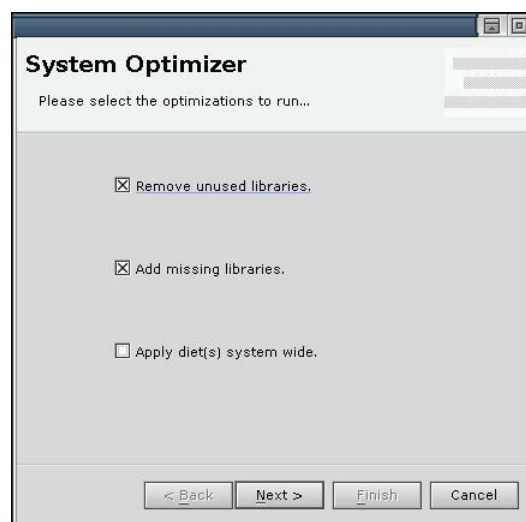 System Optimizer
Please select the optimizations to run...
Remove unused libraries.
Add missing libraries.
Apply diet(s) system wide.
< Back Next > Finish Cancel